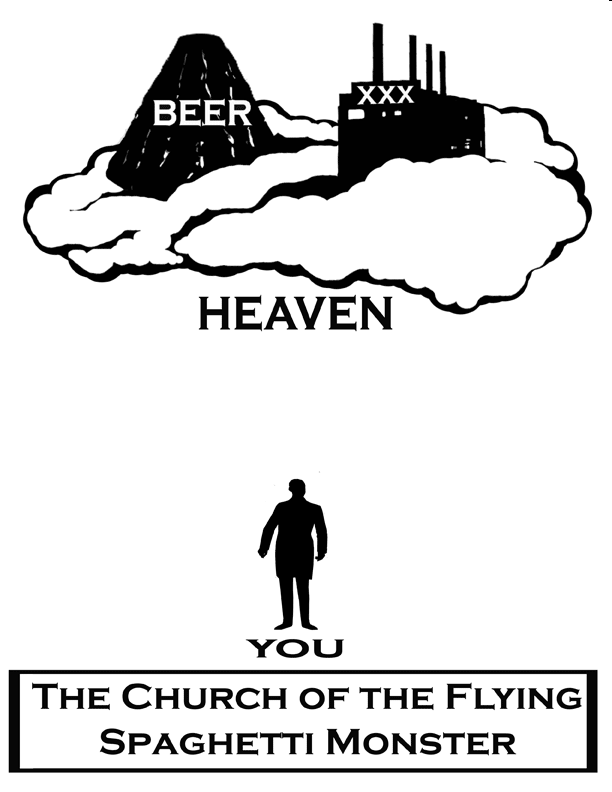 BEER
XXX
HEAVEN
YOU
The Church of the Flying
Spaghetti Monster